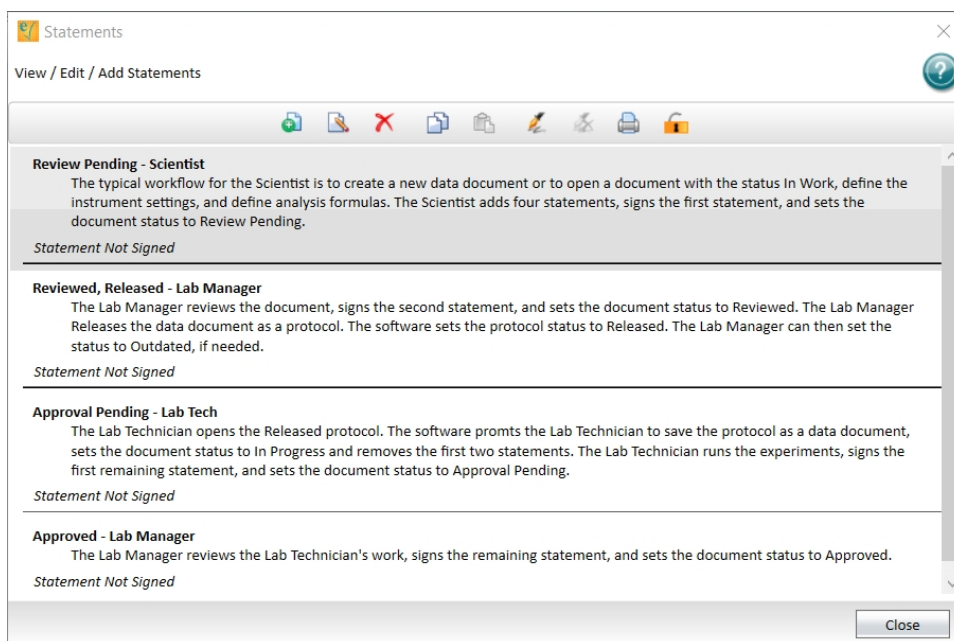 Statements
View / Edit / Add Statements
Review Pending - Scientist
The typical workflow for the Scientist is to create a new data document or to open a document with the status In Work, define the
instrument settings, and define analysis formulas. The Scientist adds four statements, signs the first statement, and sets the
document status to Review Pending.
Statement Not Signed
Reviewed, Released - Lab Manager
The Lab Manager reviews the document, signs the second statement, and sets the document status to Reviewed. The Lab Manager
Releases the data document as a protocol. The software sets the protocol status to Released. The Lab Manager can then set the
status to Outdated, if needed.
Statement Not Signed
Approval Pending - Lab Tech
The Lab Technician opens the Released protocol. The software promts the Lab Technician to save the protocol as a data document,
sets the document status to In Progress and removes the first two statements. The Lab Technician runs the experiments, signs the
first remaining statement, and sets the document status to Approval Pending.
Statement Not Signed
Approved - Lab Manager
The Lab Manager reviews the Lab Technician's work, signs the remaining statement, and sets the document status to Approved.
Statement Not Signed
Close